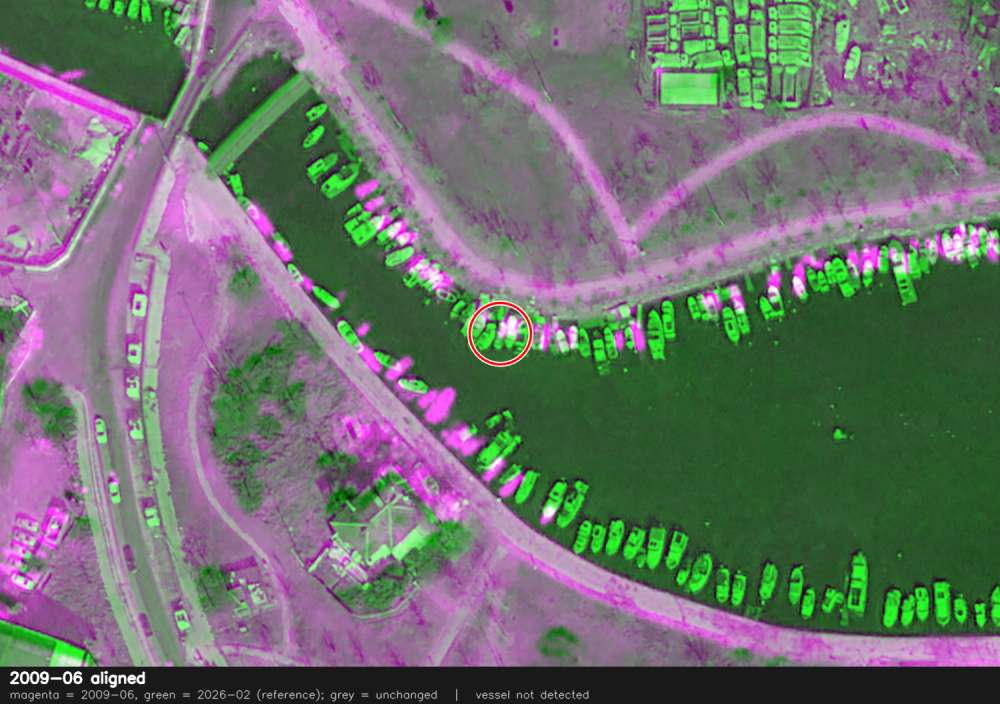 2009-06 aligned
magenta = 2009-06, green = 2026-02 (reference); grey = unchanged | vessel not detected